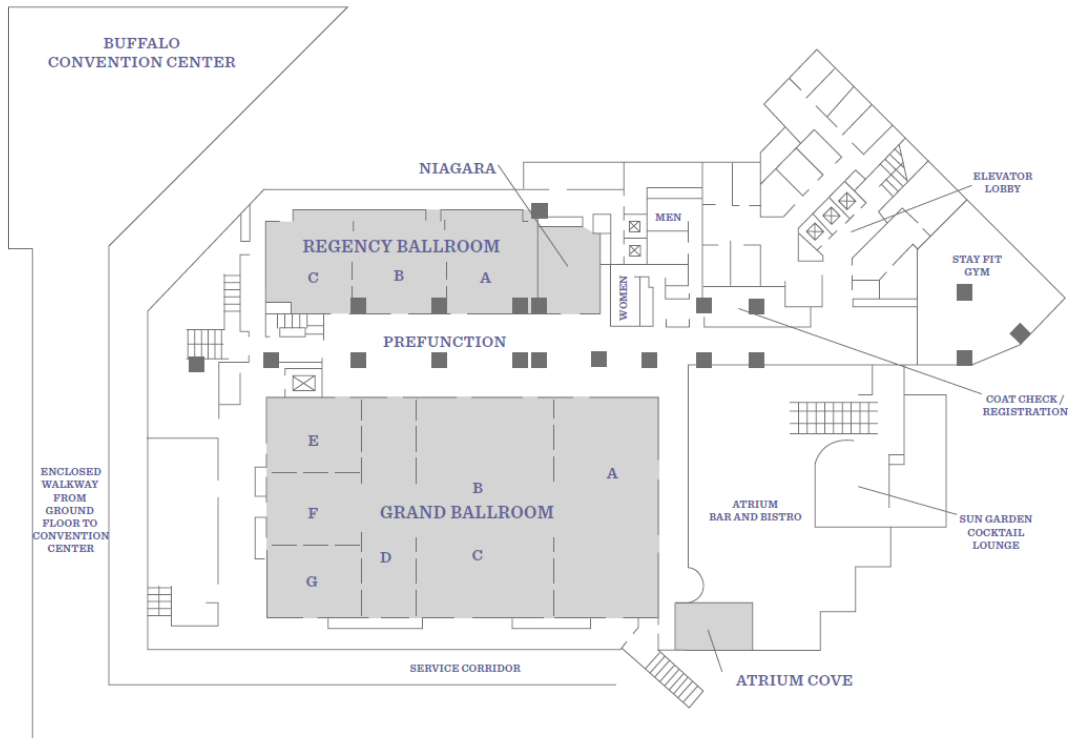 BUFFALO
CONVENTION CENTER
NIAGARA
ELEVATOR
LOBBY
MEN
REGENCY BALLROOM
C
B
A
STAY FIT
GYM
WOMEN
PREFUNCTION
COAT CHECK /
REGISTRATION
E
A
ENCLOSED
WALKWAY
FROM
GROUND
FLOOR TO
CONVENTION
CENTER
B
F
GRAND BALLROOM
ATRIUM
BAR AND BISTRO
SUN GARDEN
COCKTAIL
LOUNGE
D
C
G
SERVICE CORRIDOR
ATRIUM COVE